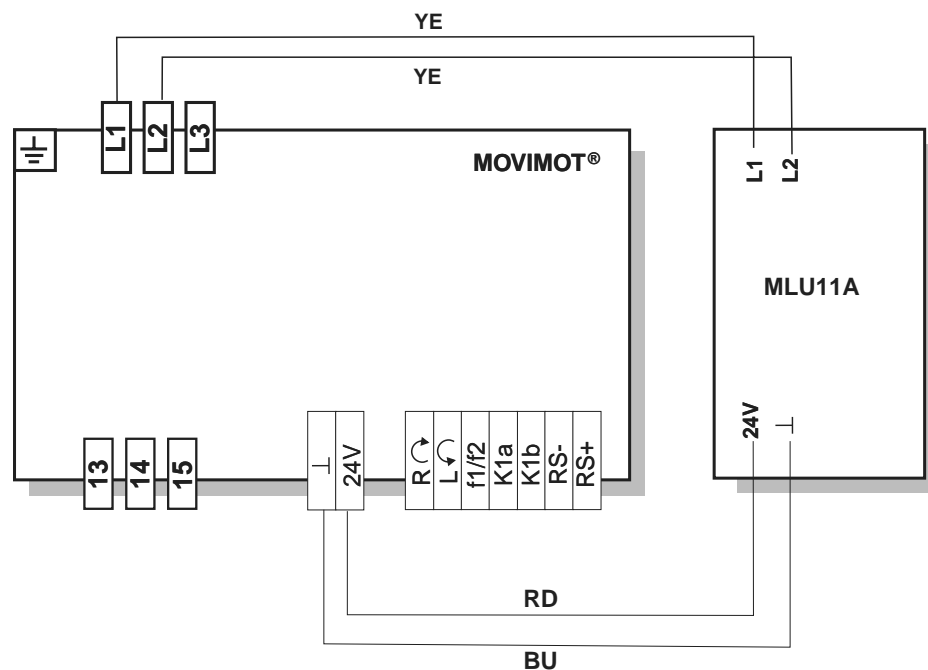 YE
YE
L1
L2
L3
MOVIMOT®
L1
L2
MLU11A
24V
⊥
13
14
15
⊥
24V
R
L
f1/f2
K1a
K1b
RS-
RS+
RD
BU